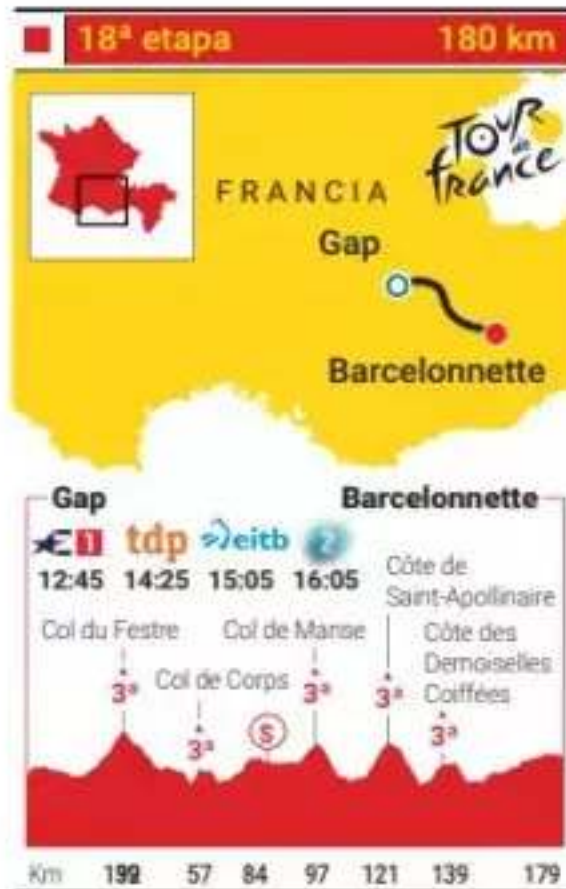 18ª etapa 180 km
TOUR
de
france
FRANCIA
Gap
Barcelonnette
Gap Barcelonnette
E1 tdp eitb 2
12:45 14:25 15:05 16:05
Côte de
Saint-Apollinaire
Col du Festre Col de Manse
Côte des
Demoiselles
Coiffées
Col de Corps
3ª 3ª 3ª 3ª 3ª
S
Km 57 84 97 121 139 179